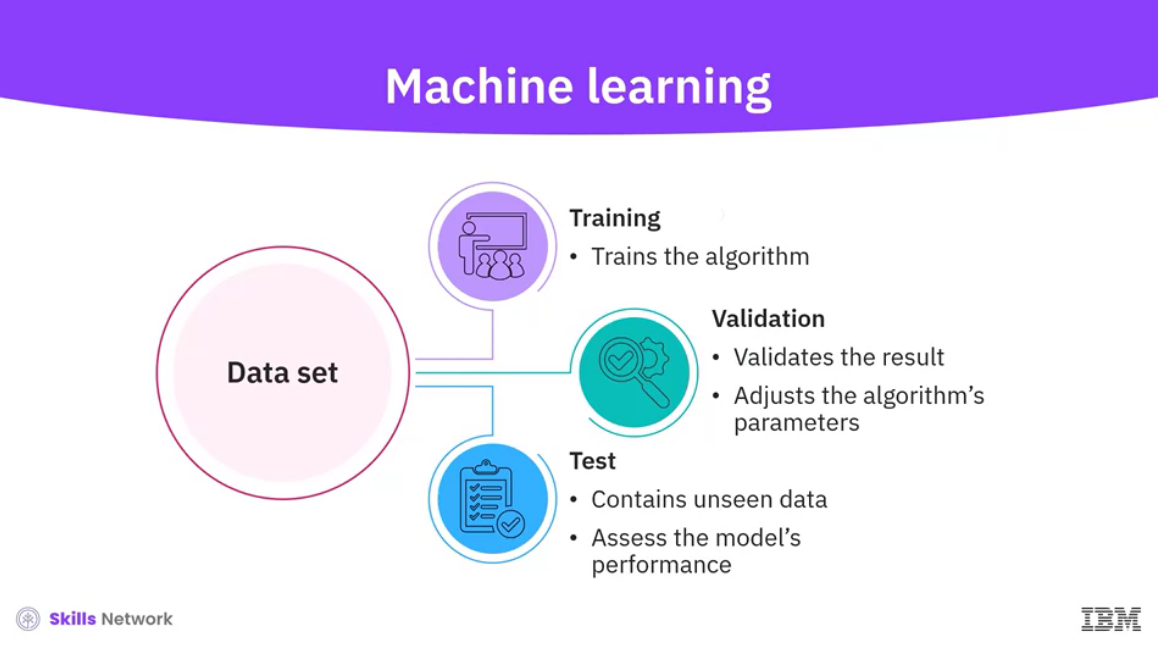 Machine learning
Data set
Training
• Trains the algorithm
Validation
• Validates the result
• Adjusts the algorithm's
parameters
Test
• Contains unseen data
• Assess the model's
performance
Skills Network
IBM